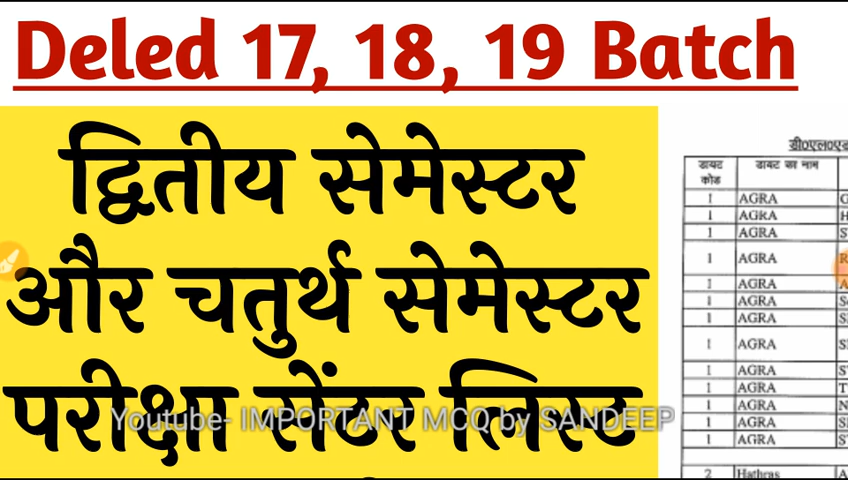 Deled 17, 18, 19 Batch
द्वितीय सेमेस्टर
और चतुर्थ सेमेस्टर
परीक्षा सेंटर लिस्ट
Youtube- IMPORTANT MCQ by SANDEEP
डी०एल०एड
डायट कोड डायट का नाम
1 AGRA G
1 AGRA H
1 AGRA S
1 AGRA R
1 AGRA A
1 AGRA S
1 AGRA S
1 AGRA S
1 AGRA S
1 AGRA T
1 AGRA N
1 AGRA S
1 AGRA S
2 Hathras A